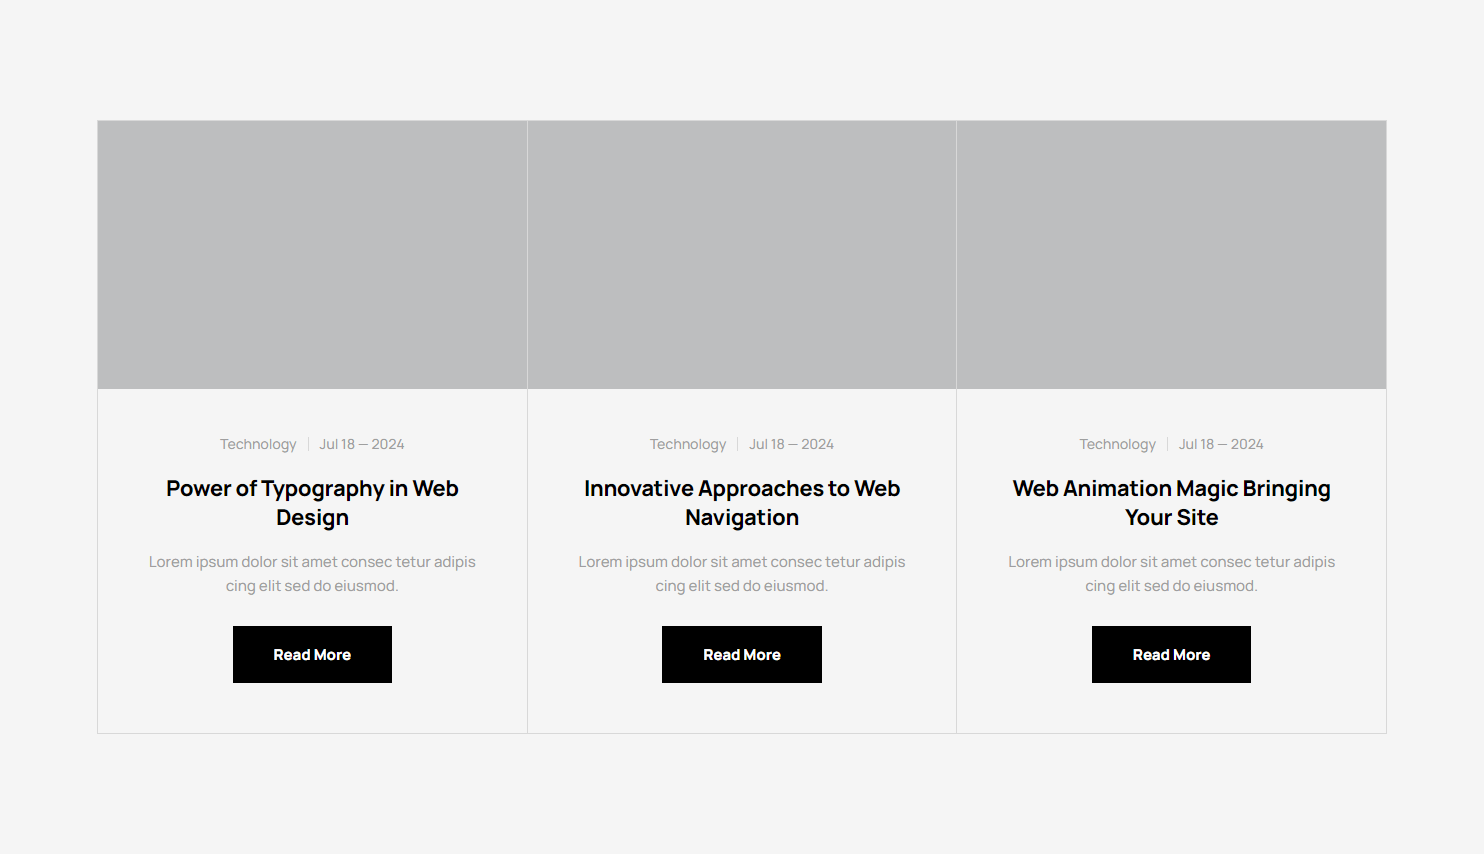 Technology | Jul 18 — 2024
Power of Typography in Web
Design
Lorem ipsum dolor sit amet consec tetur adipis
cing elit sed do eiusmod.
Read More
Technology | Jul 18 — 2024
Innovative Approaches to Web
Navigation
Lorem ipsum dolor sit amet consec tetur adipis
cing elit sed do eiusmod.
Read More
Technology | Jul 18 — 2024
Web Animation Magic Bringing
Your Site
Lorem ipsum dolor sit amet consec tetur adipis
cing elit sed do eiusmod.
Read More